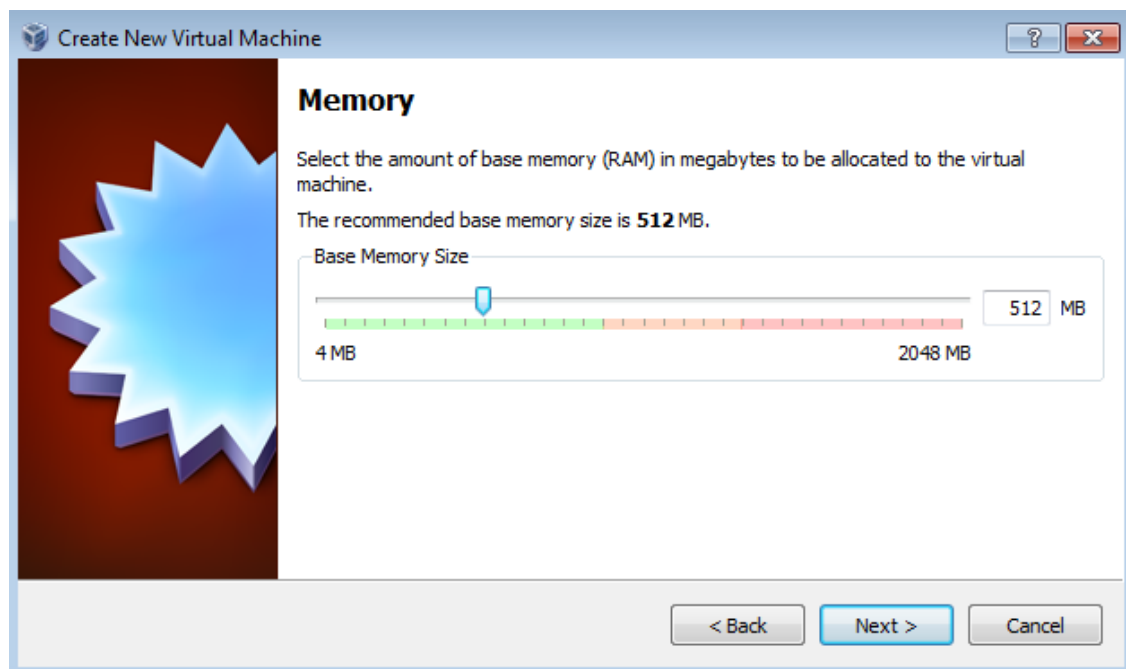 Create New Virtual Machine
Memory
Select the amount of base memory (RAM) in megabytes to be allocated to the virtual
machine.
The recommended base memory size is 512 MB.
Base Memory Size
512 MB
4 MB 2048 MB
< Back Next > Cancel